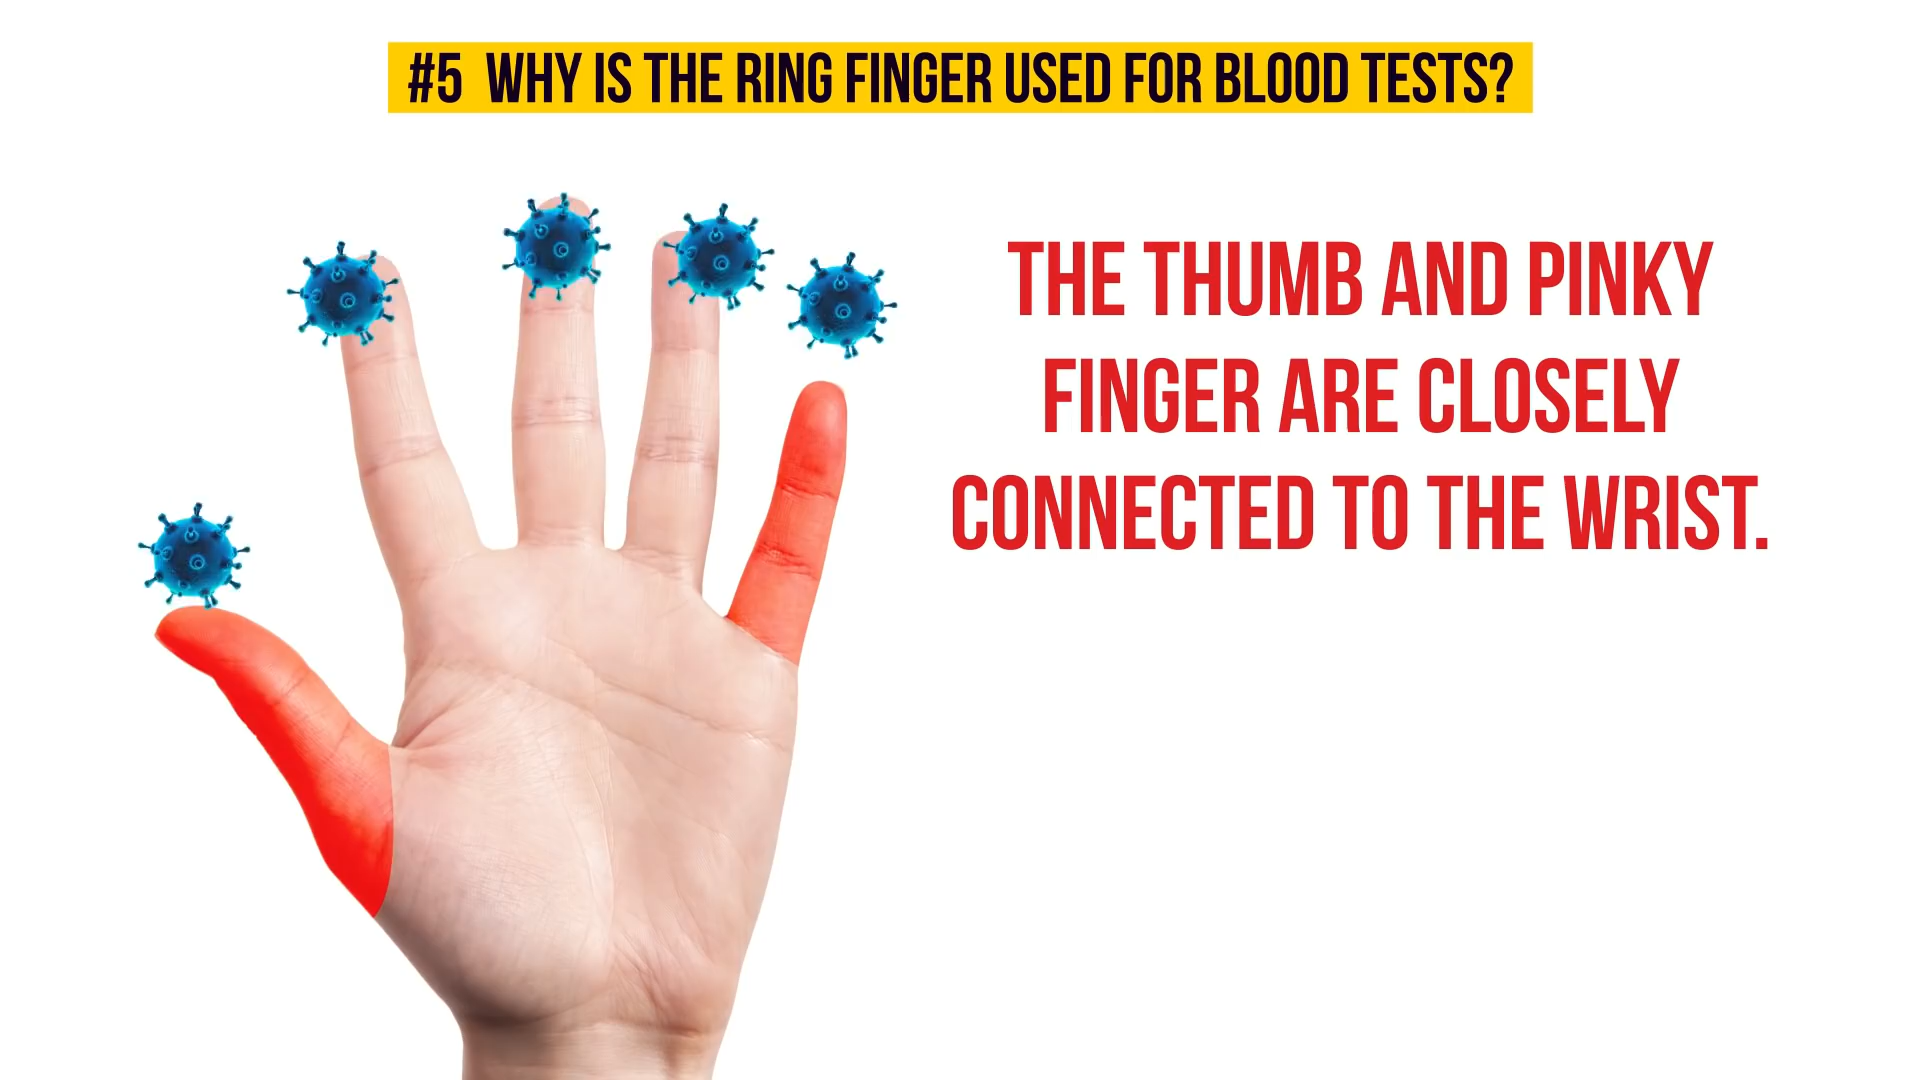 #5 WHY IS THE RING FINGER USED FOR BLOOD TESTS?
THE THUMB AND PINKY
FINGER ARE CLOSELY
CONNECTED TO THE WRIST.